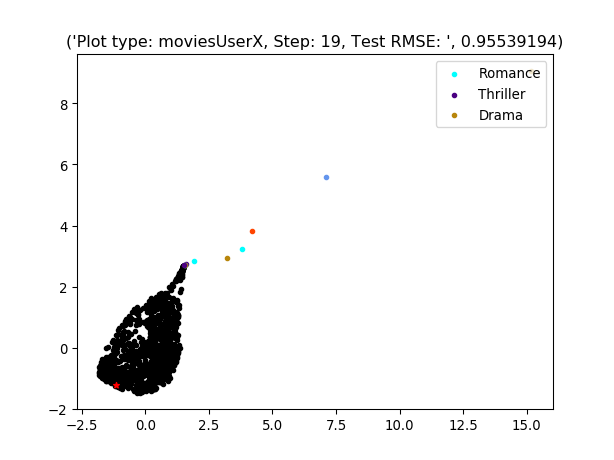 ('Plot type: moviesUserX, Step: 19, Test RMSE: ', 0.95539194)
Romance
Thriller
Drama
8
6
4
2
0
−2
−2.5 0.0 2.5 5.0 7.5 10.0 12.5 15.0